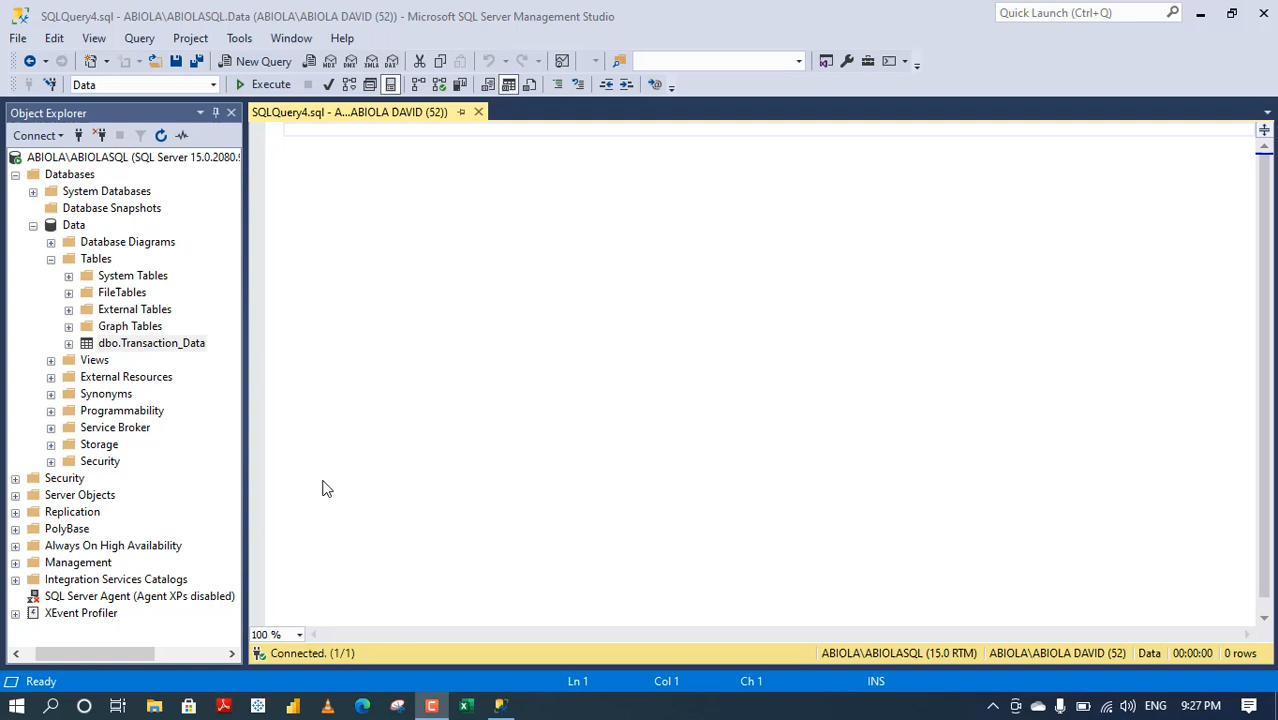 SQLQuery4.sql - ABIOLA\ABIOLASQL.Data (ABIOLA\ABIOLA DAVID (52)) - Microsoft SQL Server Management Studio
Quick Launch (Ctrl+Q)
File Edit View Query Project Tools Window Help
New Query MDX DMX XMLA DAX
Data Execute
Object Explorer
SQLQuery4.sql - A...ABIOLA DAVID (52))
Connect
ABIOLA\ABIOLASQL (SQL Server 15.0.2080.9
Databases
System Databases
Database Snapshots
Data
Database Diagrams
Tables
System Tables
FileTables
External Tables
Graph Tables
dbo.Transaction_Data
Views
External Resources
Synonyms
Programmability
Service Broker
Storage
Security
Security
Server Objects
Replication
PolyBase
Always On High Availability
Management
Integration Services Catalogs
SQL Server Agent (Agent XPs disabled)
XEvent Profiler
100 %
Connected. (1/1) ABIOLA\ABIOLASQL (15.0 RTM) ABIOLA\ABIOLA DAVID (52) Data 00:00:00 0 rows
Ready Ln 1 Col 1 Ch 1 INS
ENG 9:27 PM